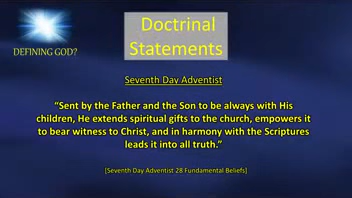 DEFINING GOD?
Doctrinal
Statements
Seventh Day Adventist
“Sent by the Father and the Son to be always with His
children, He extends spiritual gifts to the church, empowers it
to bear witness to Christ, and in harmony with the Scriptures
leads it into all truth.”
[Seventh Day Adventist 28 Fundamental Beliefs]